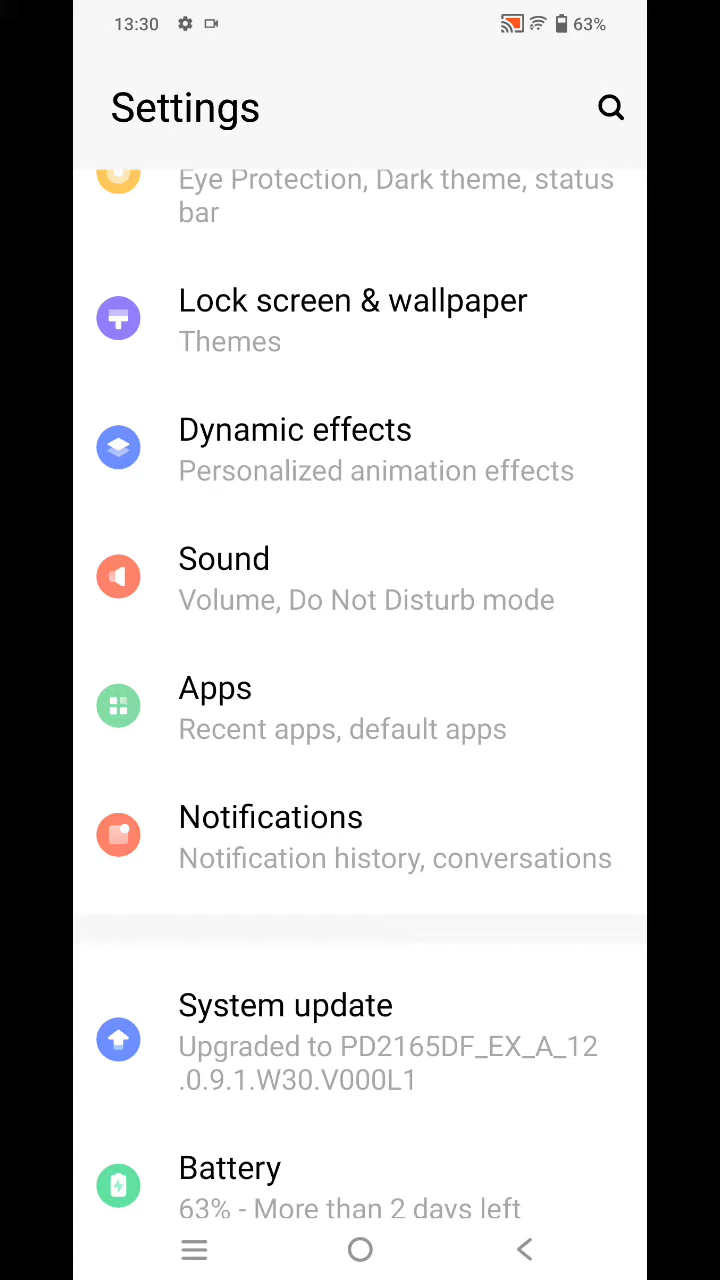 13:30
63%
Settings
Eye Protection, Dark theme, status
bar
Lock screen & wallpaper
Themes
Dynamic effects
Personalized animation effects
Sound
Volume, Do Not Disturb mode
Apps
Recent apps, default apps
Notifications
Notification history, conversations
System update
Upgraded to PD2165DF_EX_A_12
.0.9.1.W30.V000L1
Battery
63% - More than 2 days left